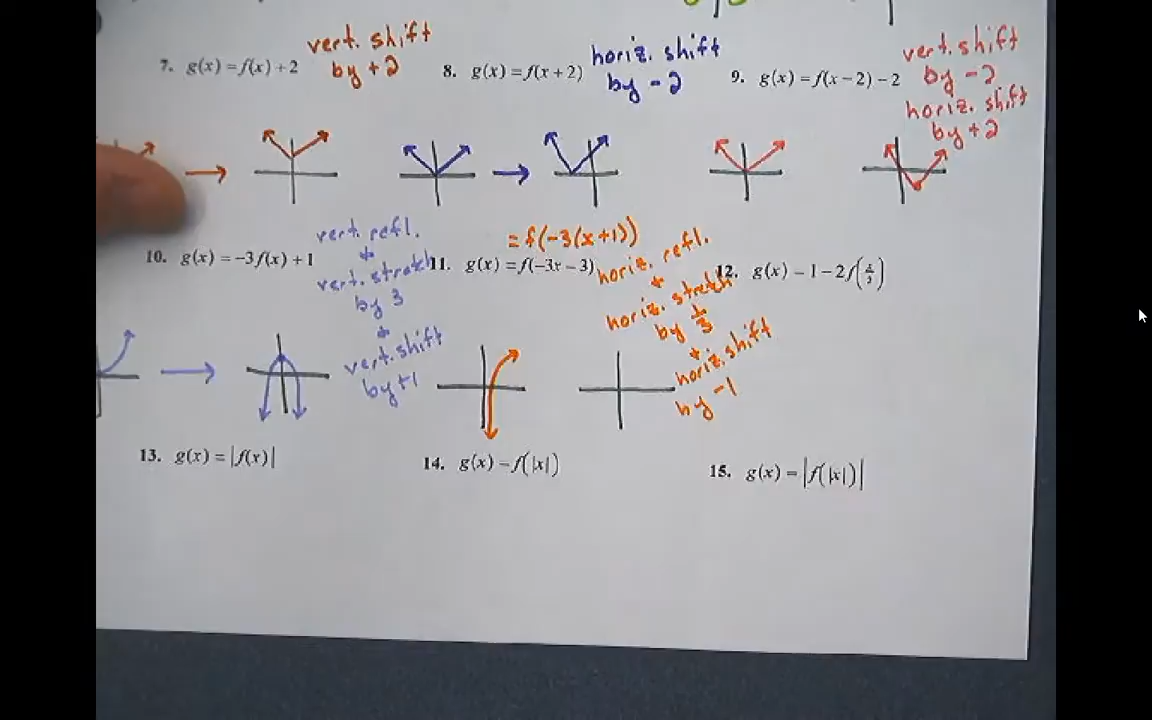 7. g(x) = f(x) + 2
vert. shift
by +2
8. g(x) = f(x + 2)
horiz. shift
by -2
9. g(x) = f(x - 2) - 2
vert. shift
by -2
horiz. shift
by +2
10. g(x) = -3f(x) + 1
vert. refl.
+
vert. stretch
by 3
+
vert. shift
by +1
= f(-3(x+1))
11. g(x) = f(-3x - 3)
horiz. refl.
+
horiz. stretch
by 1/3
+
horiz. shift
by -1
12. g(x) = 1 - 2f(x/3)
13. g(x) = |f(x)|
14. g(x) = f(|x|)
15. g(x) = |f(|x|)|